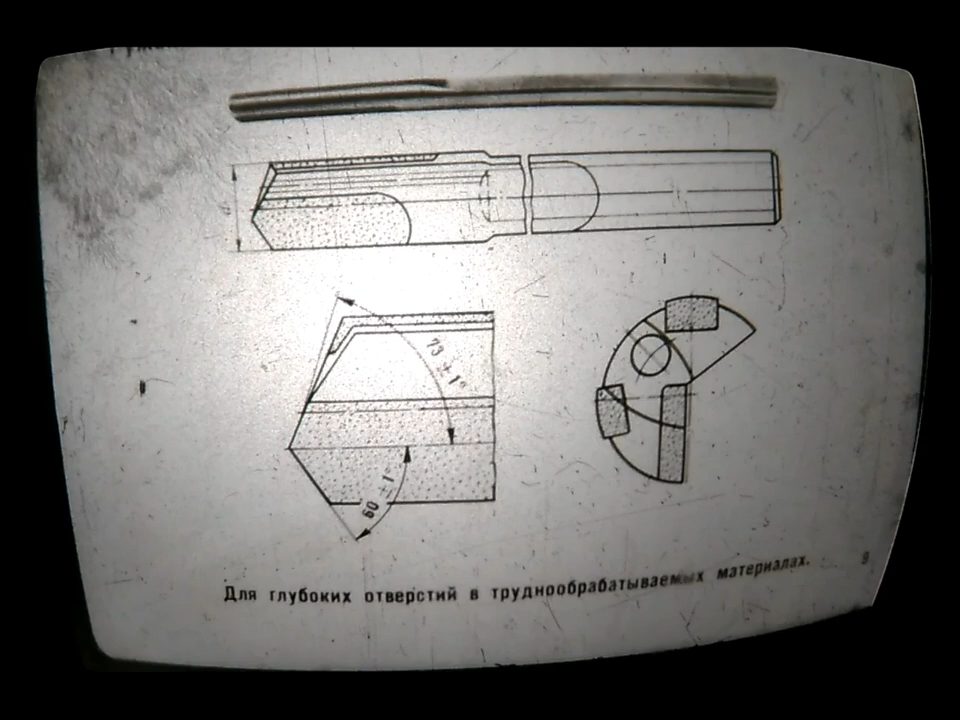 d
73 ± 1°
60 ± 1°
Для глубоких отверстий в труднообрабатываемых материалах.
9